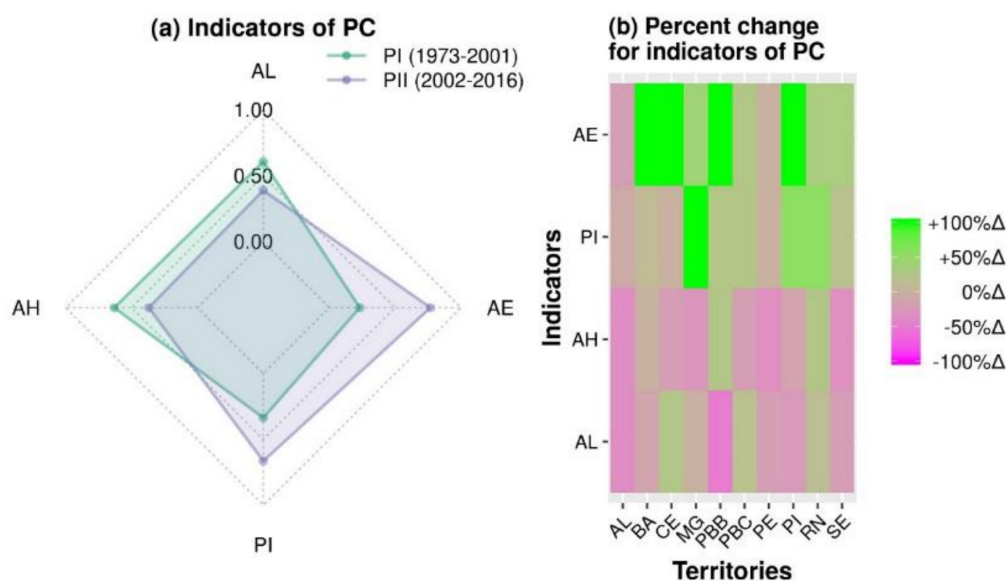 (a) Indicators of PC
PI (1973-2001)
PII (2002-2016)
AL
1.00
0.50
0.00
AH
AE
PI
(b) Percent change
for indicators of PC
Indicators
AE
PI
AH
AL
AL BA CE MG PBB PBC PE PI RN SE
Territories
+100%Δ
+50%Δ
0%Δ
-50%Δ
-100%Δ